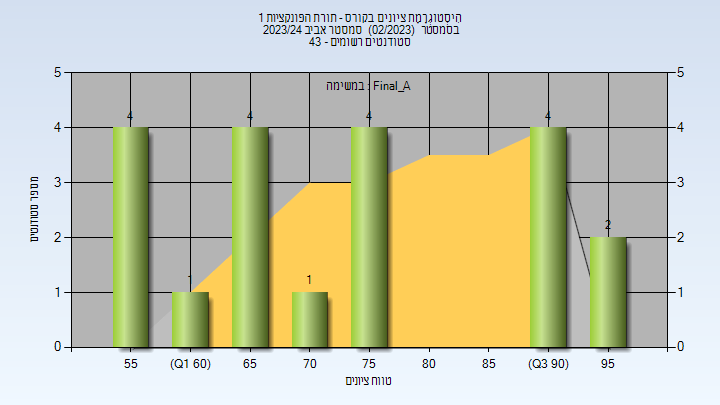 היסטוגרמת ציונים בקורס - תורת הפונקציות 1
בסמסטר (02/2023) סמסטר אביב 2023/24
סטודנטים רשומים - 43
במשימה : Final_A
5 5
4 4 4 4 4 4
3 3
2 2 2
1 1 1 1
0 0
מספר סטודנטים
55 (Q1 60) 65 70 75 80 85 (Q3 90) 95
טווח ציונים